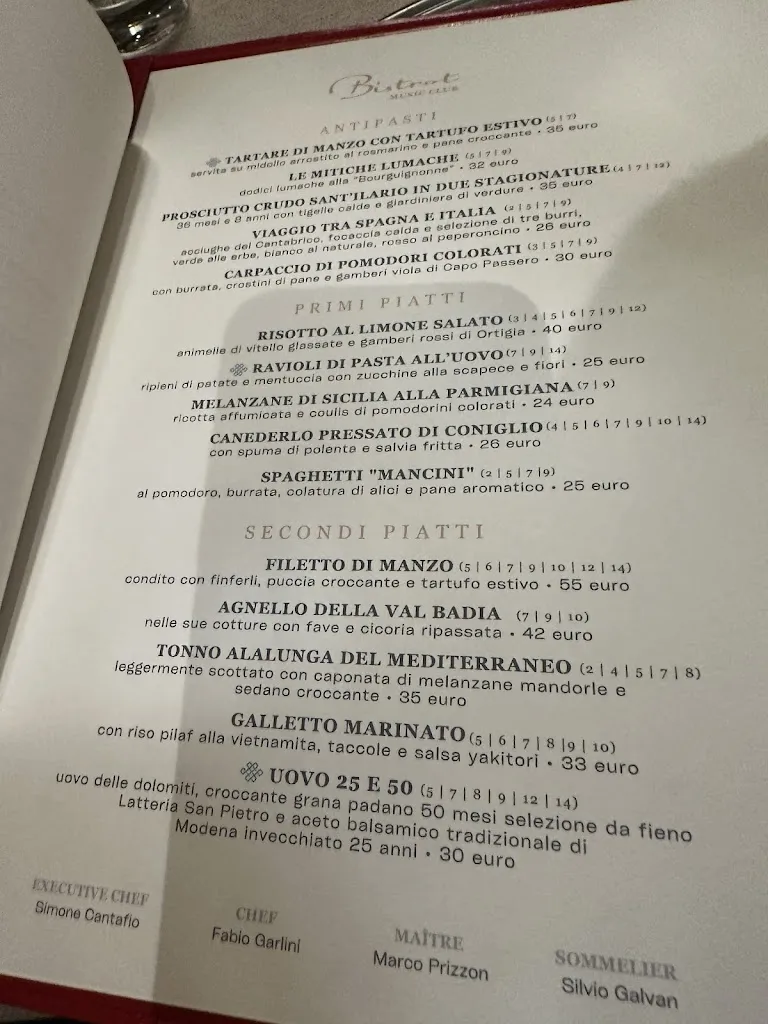 Bistrot
MUSIC CLUB
ANTIPASTI
TARTARE DI MANZO CON TARTUFO ESTIVO (5 | 7)
servita su midollo arrostito al rosmarino e pane croccante • 35 euro
LE MITICHE LUMACHE (5 | 7 | 9)
dodici lumache alla "Bourguignonne" • 32 euro
PROSCIUTTO CRUDO SANT'ILARIO IN DUE STAGIONATURE (4 | 7 | 12)
36 mesi e 8 anni con tigelle calde e giardiniera di verdure • 35 euro
VIAGGIO TRA SPAGNA E ITALIA (2 | 5 | 7 | 9)
acciughe del Cantabrico, focaccia calda e selezione di tre burri,
verde alle erbe, bianco al naturale, rosso al peperoncino • 26 euro
CARPACCIO DI POMODORI COLORATI (3 | 5 | 7 | 9)
con burrata, crostini di pane e gamberi viola di Capo Passero • 30 euro
PRIMI PIATTI
RISOTTO AL LIMONE SALATO (3 | 4 | 5 | 6 | 7 | 9 | 12)
animelle di vitello glassate e gamberi rossi di Ortigia • 40 euro
RAVIOLI DI PASTA ALL'UOVO (7 | 9 | 14)
ripieni di patate e mentuccia con zucchine alla scapece e fiori • 25 euro
MELANZANE DI SICILIA ALLA PARMIGIANA (7 | 9)
ricotta affumicata e coulis di pomodorini colorati • 24 euro
CANEDERLO PRESSATO DI CONIGLIO (4 | 5 | 6 | 7 | 9 | 10 | 14)
con spuma di polenta e salvia fritta • 26 euro
SPAGHETTI "MANCINI" (2 | 5 | 7 |9)
al pomodoro, burrata, colatura di alici e pane aromatico • 25 euro
SECONDI PIATTI
FILETTO DI MANZO (5 | 6 | 7 | 9 | 10 | 12 | 14)
condito con finferli, puccia croccante e tartufo estivo • 55 euro
AGNELLO DELLA VAL BADIA (7 | 9 | 10)
nelle sue cotture con fave e cicoria ripassata • 42 euro
TONNO ALALUNGA DEL MEDITERRANEO (2 | 4 | 5 | 7 | 8)
leggermente scottato con caponata di melanzane mandorle e
sedano croccante • 35 euro
GALLETTO MARINATO (5 | 6 | 7 | 8 |9 | 10)
con riso pilaf alla vietnamita, taccole e salsa yakitori • 33 euro
UOVO 25 E 50 (5 | 7 | 8 | 9 | 12 | 14)
uovo delle dolomiti, croccante grana padano 50 mesi selezione da fieno
Latteria San Pietro e aceto balsamico tradizionale di
Modena invecchiato 25 anni • 30 euro
EXECUTIVE CHEF
Simone Cantafio
CHEF
Fabio Garlini
MAÎTRE
Marco Prizzon
SOMMELIER
Silvio Galvan